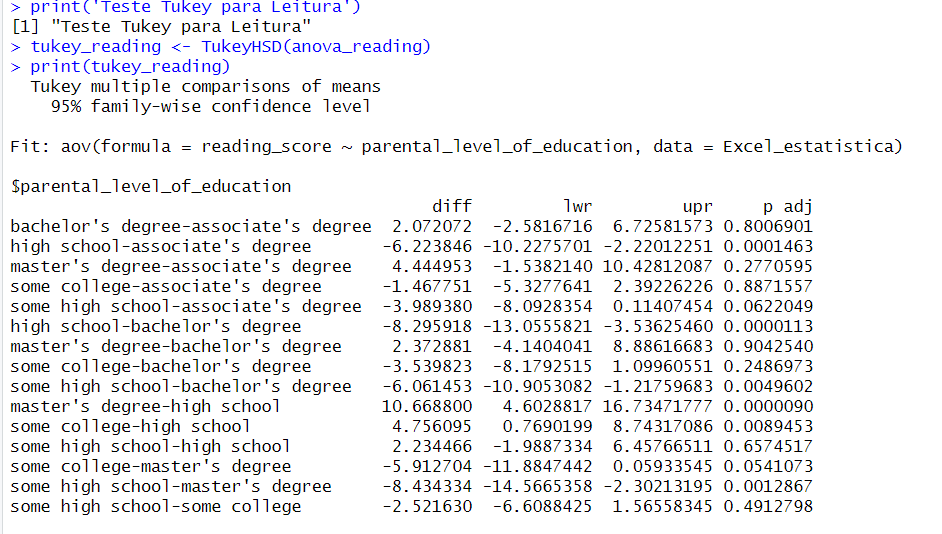 > print('Teste Tukey para Leitura')
[1] "Teste Tukey para Leitura"
> tukey_reading <- TukeyHSD(anova_reading)
> print(tukey_reading)
  Tukey multiple comparisons of means
    95% family-wise confidence level

Fit: aov(formula = reading_score ~ parental_level_of_education, data = Excel_estatistica)

$parental_level_of_education
                                         diff         lwr         upr     p adj
bachelor's degree-associate's degree  2.072072  -2.5816716  6.72581573 0.8006901
high school-associate's degree       -6.223846 -10.2275701 -2.22012251 0.0001463
master's degree-associate's degree    4.444953  -1.5382140 10.42812087 0.2770595
some college-associate's degree      -1.467751  -5.3277641  2.39226226 0.8871557
some high school-associate's degree  -3.989380  -8.0928354  0.11407454 0.0622049
high school-bachelor's degree        -8.295918 -13.0555821 -3.53625460 0.0000113
master's degree-bachelor's degree     2.372881  -4.1404041  8.88616683 0.9042540
some college-bachelor's degree       -3.539823  -8.1792515  1.09960551 0.2486973
some high school-bachelor's degree   -6.061453 -10.9053082 -1.21759683 0.0049602
master's degree-high school          10.668800   4.6028817 16.73471777 0.0000090
some college-high school              4.756095   0.7690199  8.74317086 0.0089453
some high school-high school          2.234466  -1.9887334  6.45766511 0.6574517
some college-master's degree         -5.912704 -11.8847442  0.05933545 0.0541073
some high school-master's degree     -8.434334 -14.5665358 -2.30213195 0.0012867
some high school-some college        -2.521630  -6.6088425  1.56558345 0.4912798